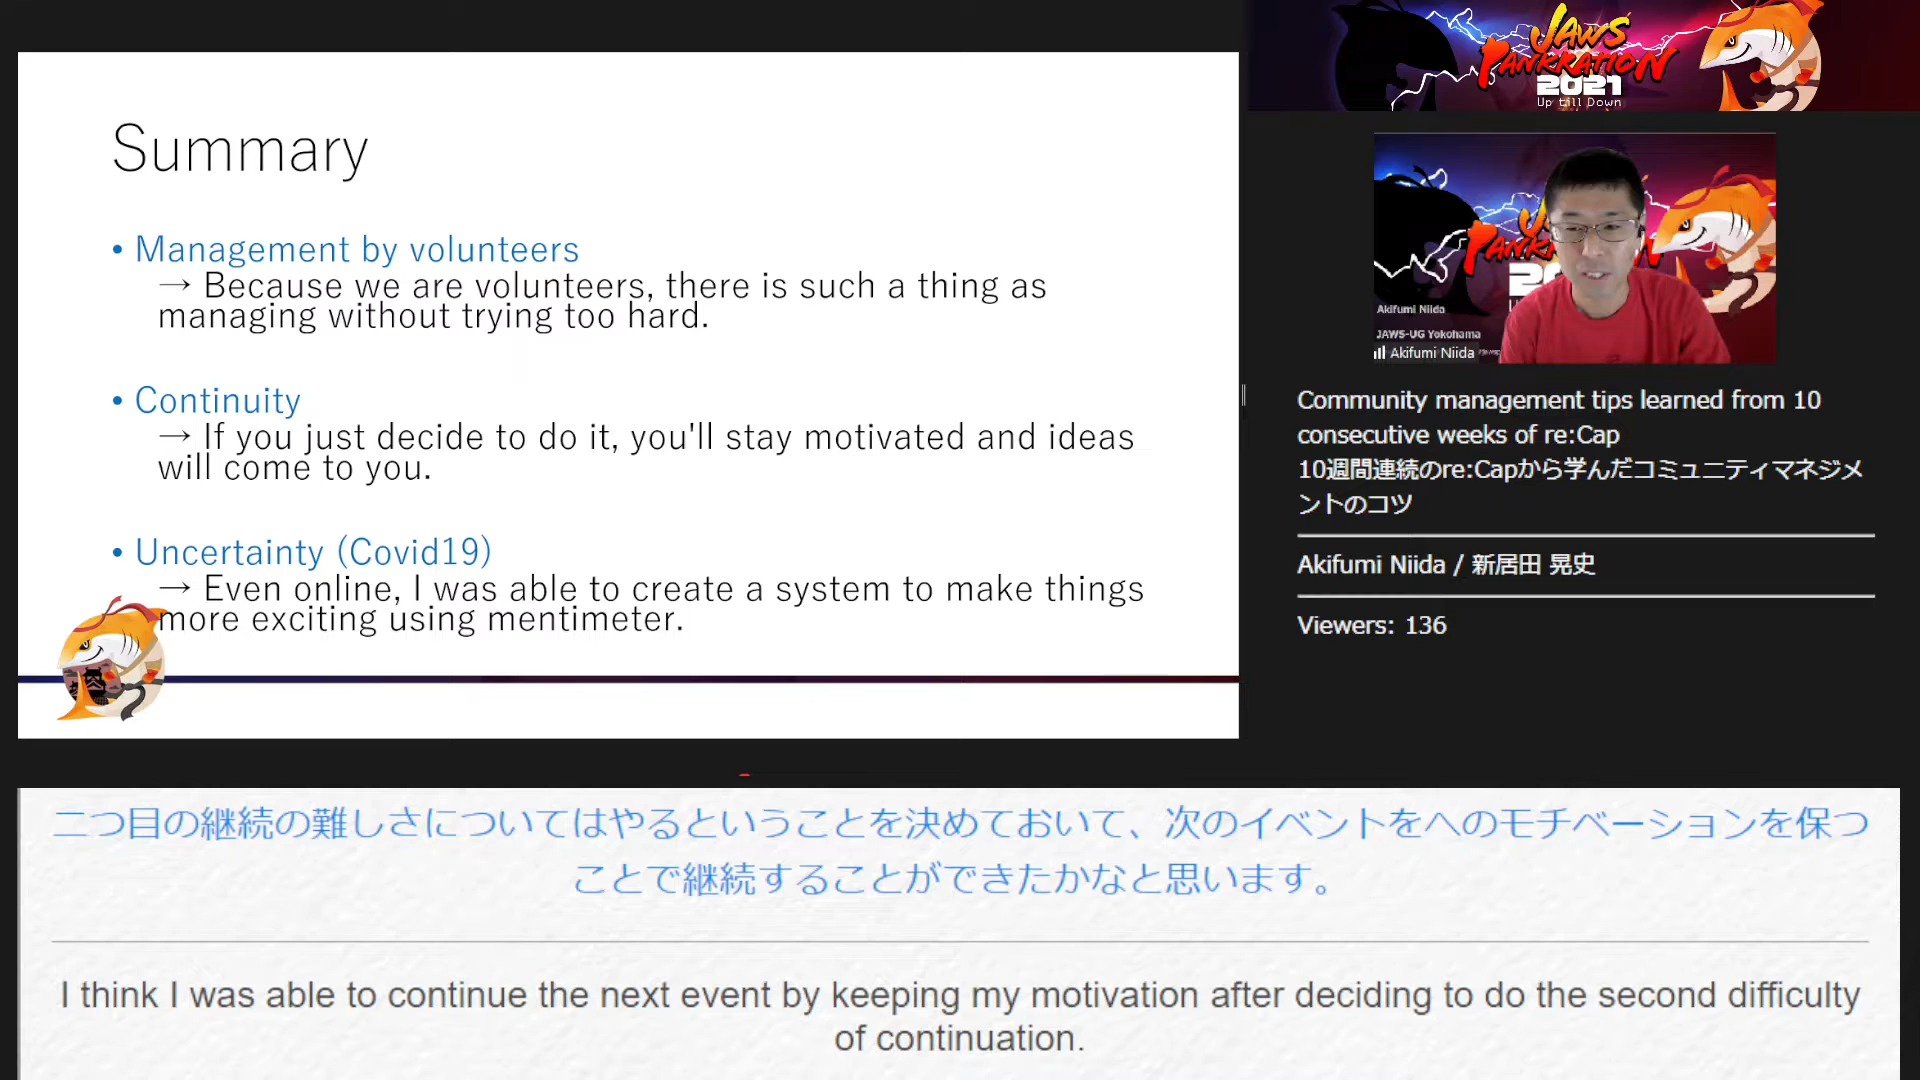 Summary
• Management by volunteers
→ Because we are volunteers, there is such a thing as
managing without trying too hard.
• Continuity
→ If you just decide to do it, you'll stay motivated and ideas
will come to you.
• Uncertainty (Covid19)
→ Even online, I was able to create a system to make things
more exciting using mentimeter.
JAWS
PANKRATION
2021
Up till Down
Akifumi Niida
JAWS-UG Yokohama
Akifumi Niida
Community management tips learned from 10
consecutive weeks of re:Cap
10週間連続のre:Capから学んだコミュニティマネジメ
ントのコツ
Akifumi Niida / 新居田 晃史
Viewers: 136
二つ目の継続の難しさについてはやるということを決めておいて、次のイベントをへのモチベーションを保つ
ことで継続することができたかなと思います。
I think I was able to continue the next event by keeping my motivation after deciding to do the second difficulty
of continuation.